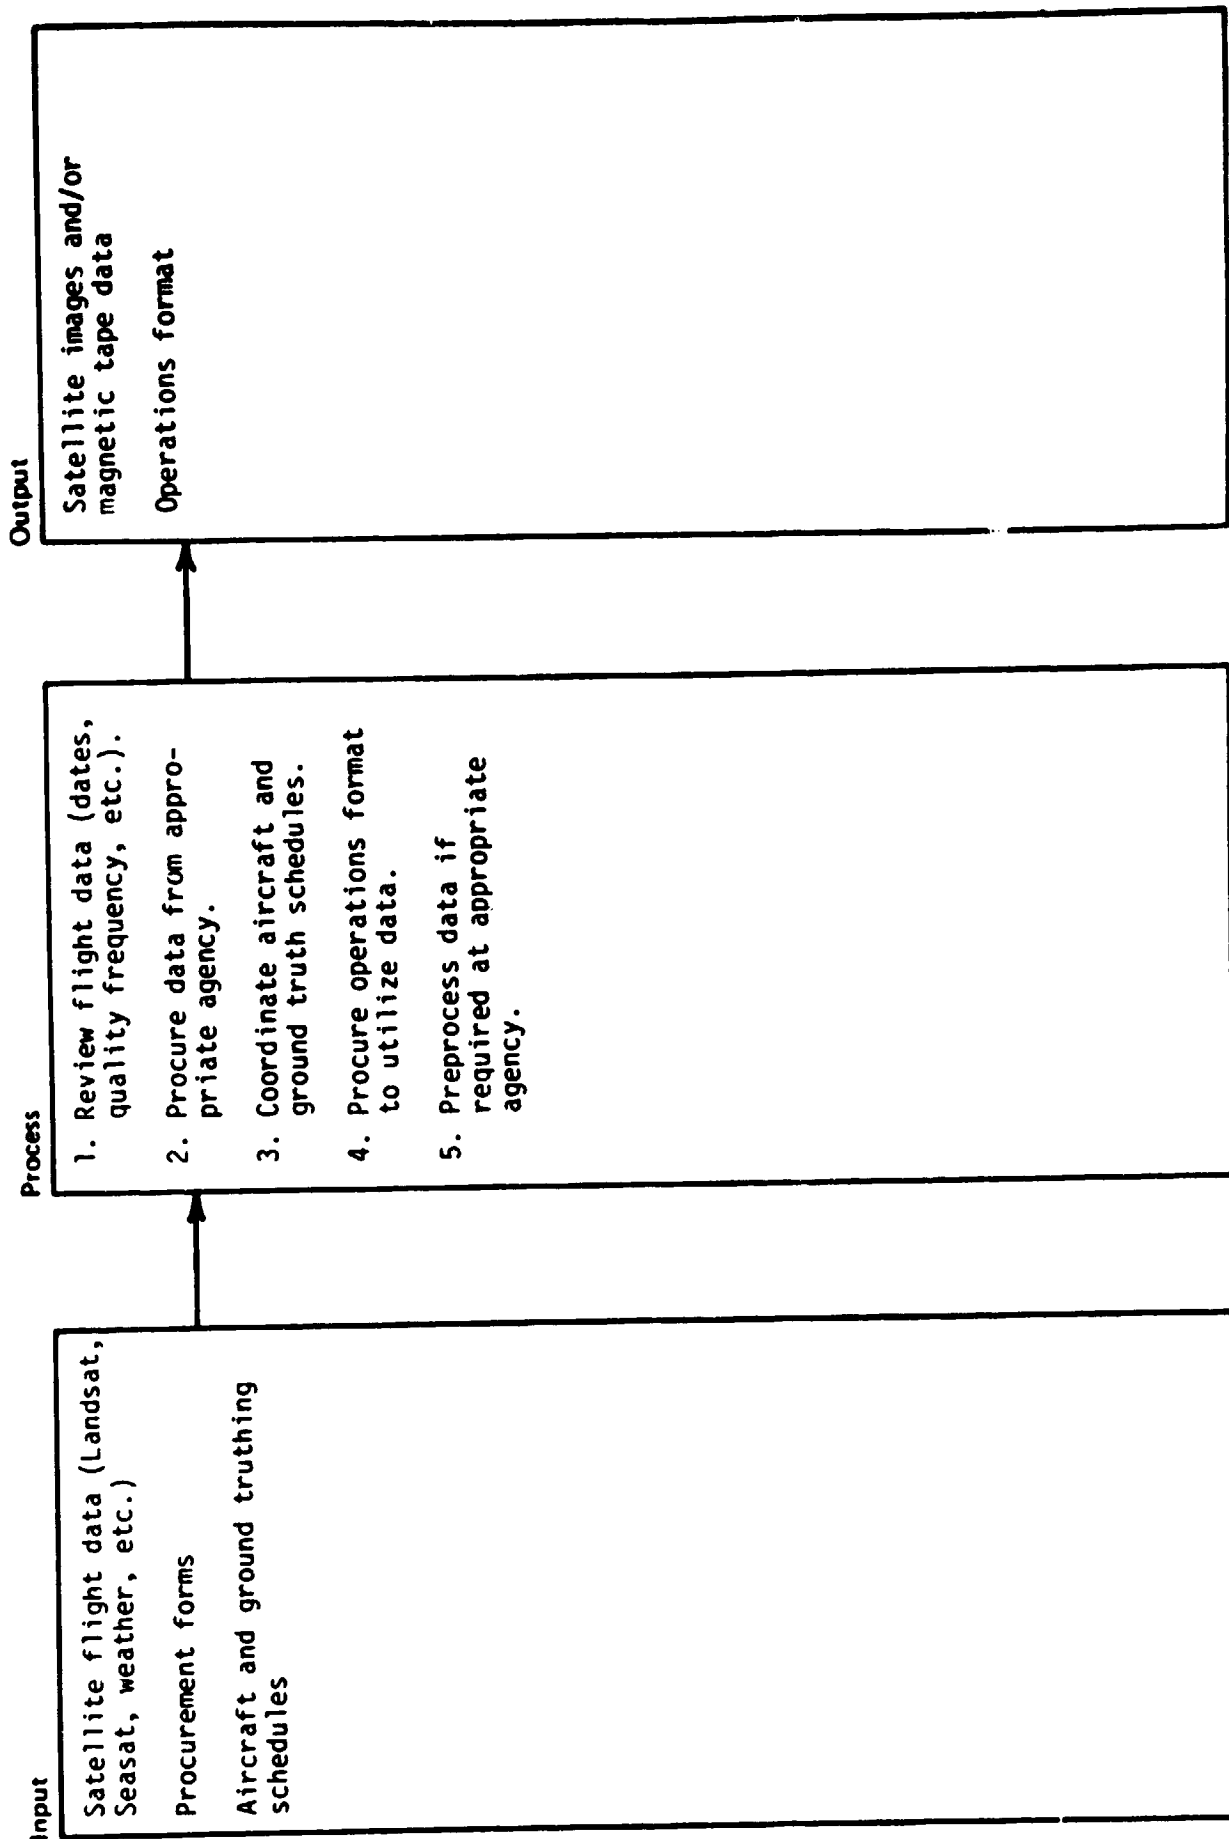 Input
Satellite flight data (Landsat,
Seasat, weather, etc.)
Procurement forms
Aircraft and ground truthing
schedules
Process
1. Review flight data (dates,
quality frequency, etc.).
2. Procure data from appro-
priate agency.
3. Coordinate aircraft and
ground truth schedules.
4. Procure operations format
to utilize data.
5. Preprocess data if
required at appropriate
agency.
Output
Satellite images and/or
magnetic tape data
Operations format